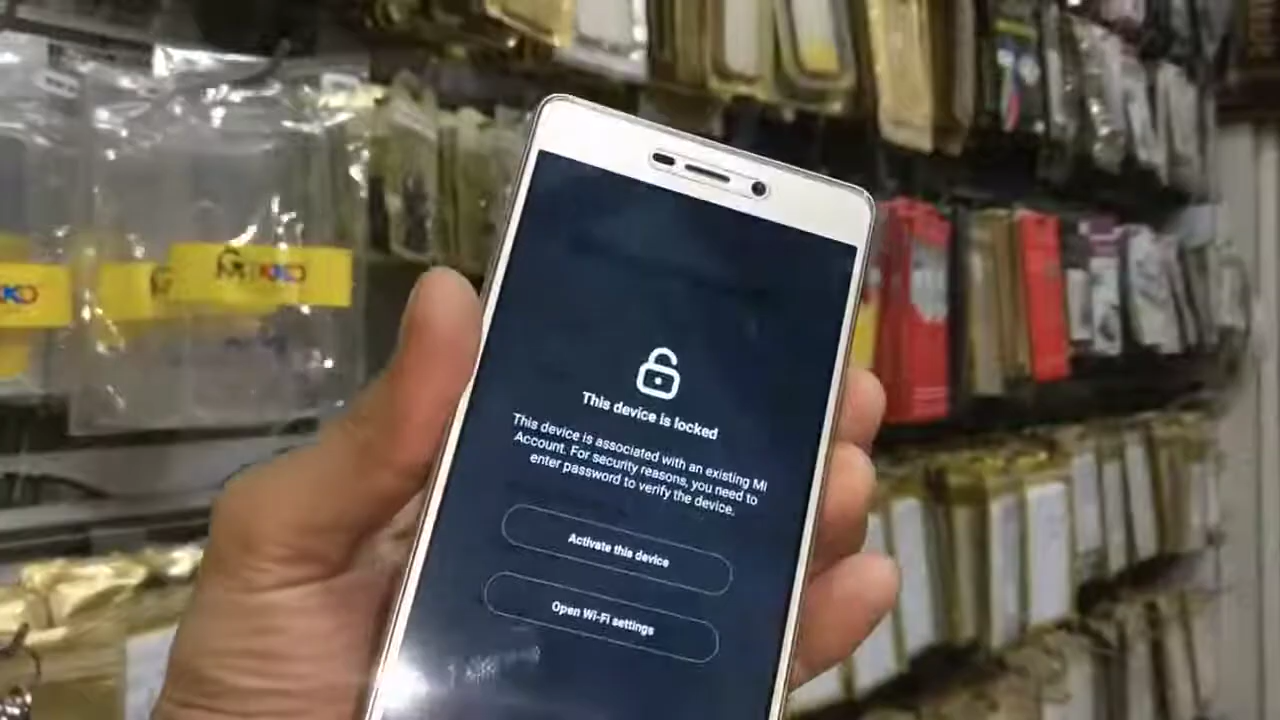 This device is locked
This device is associated with an existing MI
Account. For security reasons, you need to
enter password to verify the device.
Activate this device
Open Wi-Fi settings